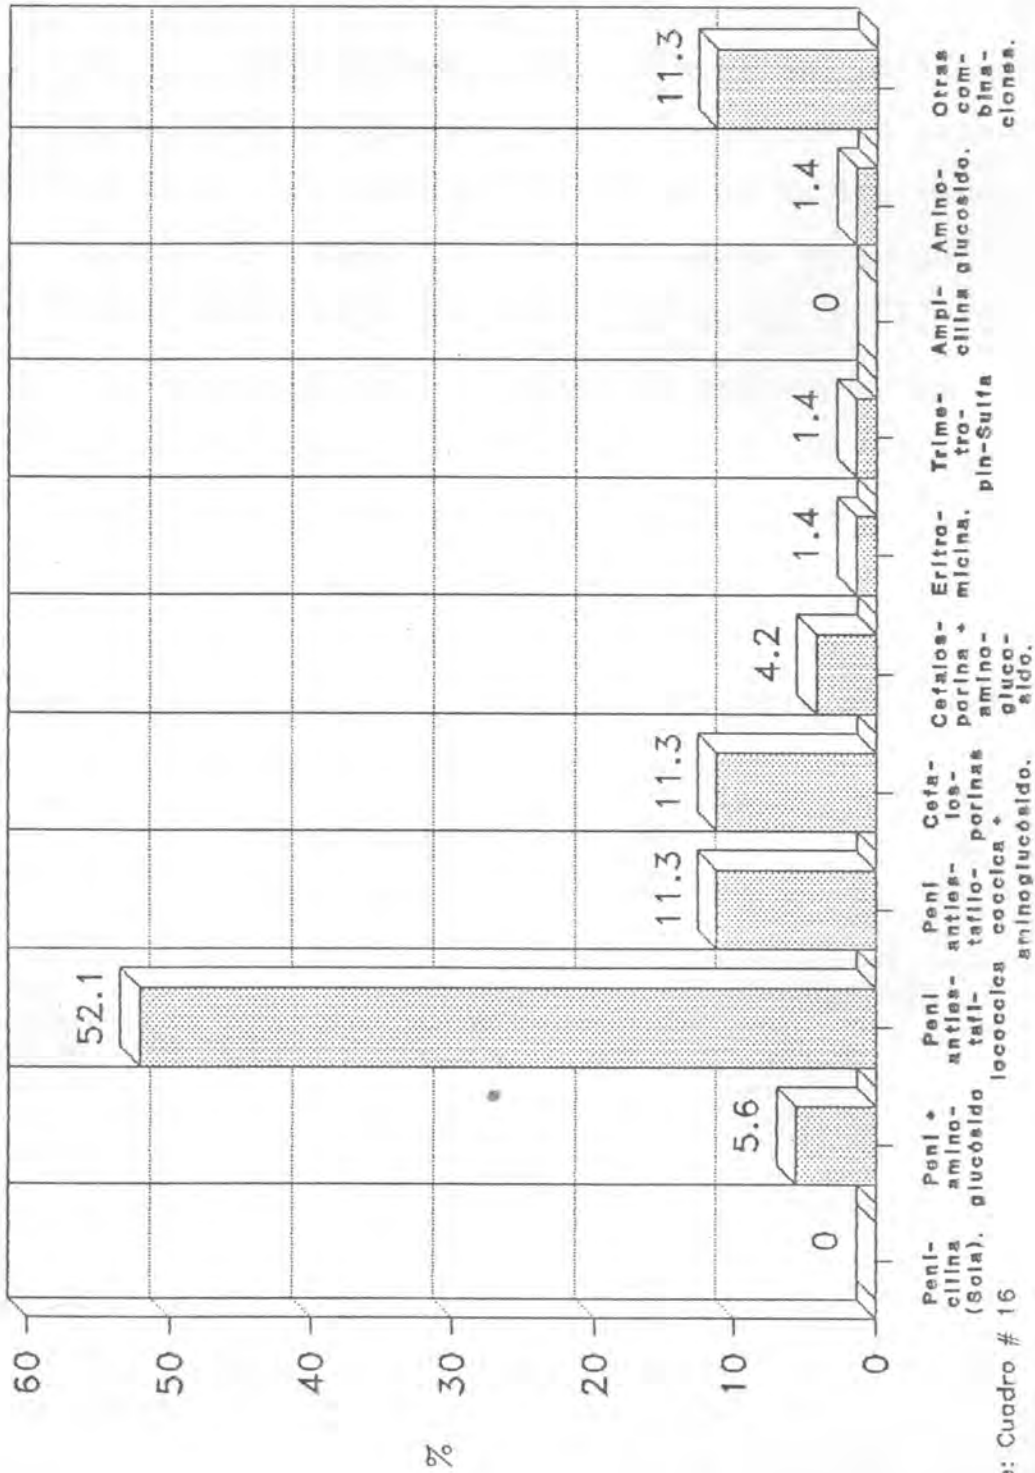 60
50
40
30
20
10
0
%
0
5.6
52.1
11.3
11.3
4.2
1.4
1.4
0
1.4
11.3
Peni-
cilina
(Sola).
Peni +
amino-
glucósido
Peni
anties-
tafi-
lococcica
Peni
anties-
tafilo-
coccica +
aminoglucósido.
Cefa-
los-
porinas
Cefalos-
porina +
amino-
gluco-
sido.
Eritro-
micina.
Trime-
tro-
pin-Sulfa
Ampi-
cilina
Amino-
glucosido.
Otras
com-
bina-
ciones.
: Cuadro # 16